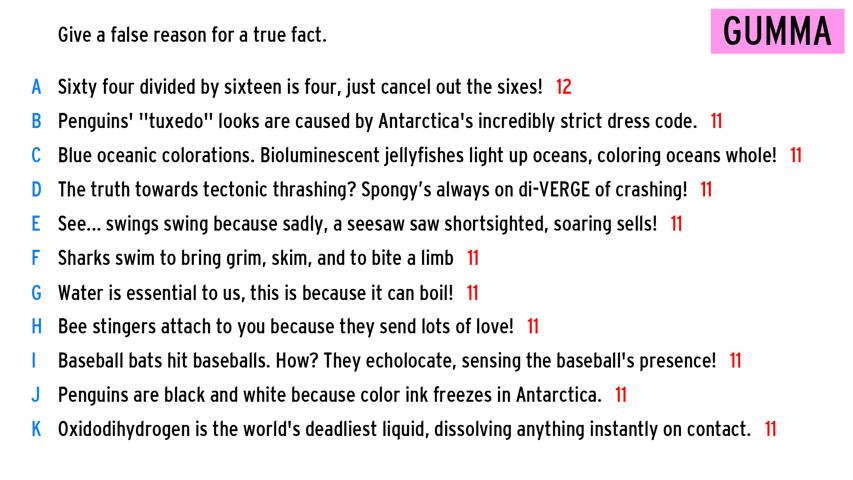 Give a false reason for a true fact.
GUMMA
A Sixty four divided by sixteen is four, just cancel out the sixes! 12
B Penguins' "tuxedo" looks are caused by Antarctica's incredibly strict dress code. 11
C Blue oceanic colorations. Bioluminescent jellyfishes light up oceans, coloring oceans whole! 11
D The truth towards tectonic thrashing? Spongy's always on di-VERGE of crashing! 11
E See... swings swing because sadly, a seesaw saw shortsighted, soaring sells! 11
F Sharks swim to bring grim, skim, and to bite a limb 11
G Water is essential to us, this is because it can boil! 11
H Bee stingers attach to you because they send lots of love! 11
I Baseball bats hit baseballs. How? They echolocate, sensing the baseball's presence! 11
J Penguins are black and white because color ink freezes in Antarctica. 11
K Oxidodihydrogen is the world's deadliest liquid, dissolving anything instantly on contact. 11